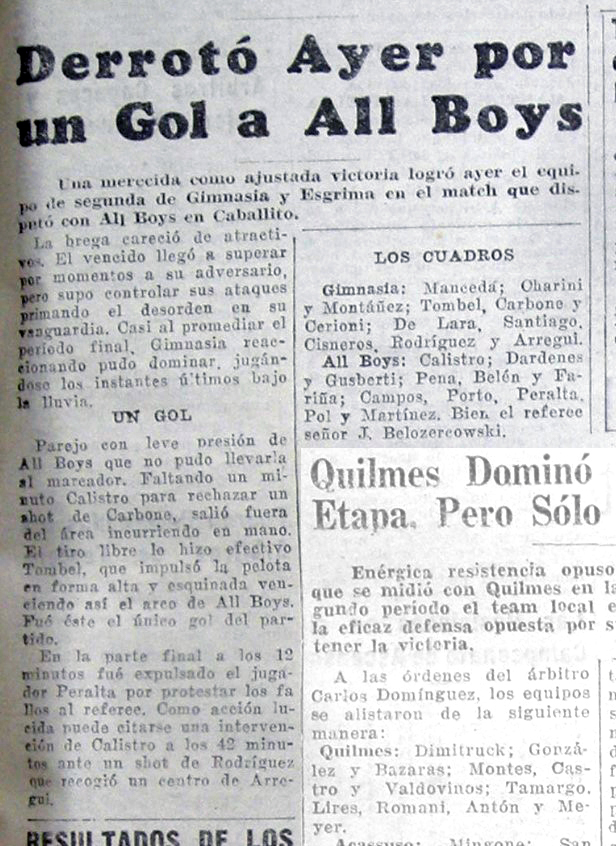 Derrotó Ayer por
un Gol a All Boys
Una merecida como ajustada victoria logró ayer el equi-
po de segunda de Gimnasia y Esgrima en el match que dis-
putó con All Boys en Caballito.
La brega careció de atracti-
vos. El vencido llegó a superar
por momentos a su adversario,
pero supo controlar sus ataques
primando el desorden en su
vanguardia. Casi al promediar el
período final, Gimnasia reac-
cionando pudo dominar, jugán-
dose los instantes últimos bajo
la lluvia.
UN GOL
Parejo con leve presión de
All Boys que no pudo llevarla
al marcador. Faltando un mi-
nuto Calistro para rechazar un
shot de Carbone, salió fuera
del área incurriendo en mano.
El tiro libre lo hizo efectivo
Tombel, que impulsó la pelota
en forma alta y esquinada ven-
ciendo así el arco de All Boys.
Fué éste el único gol del par-
tido.
En la parte final a los 12
minutos fué expulsado el juga-
dor Peralta por protestar los fa
llos al referee. Como acción lu-
cida puede citarse una interven-
ción de Calistro a los 42 minu-
tos ante un shot de Rodríguez
que recogió un centro de Arre-
gui.
RESULTADOS DE LOS
LOS CUADROS
Gimnasia: Manceda; Charini
y Montáñez; Tombel, Carbone y
Cerioni; De Lara, Santiago,
Cisneros, Rodríguez y Arregui.
All Boys: Calistro; Dardenes
y Gusberti; Pena, Belén y Fa-
riña; Campos, Porto, Peralta,
Pol y Martínez. Bien el referee
señor J. Belozercowski.
Quilmes Dominó
Etapa, Pero Sólo
Enérgica resistencia opuso
que se midió con Quilmes en la
gundo período el team local e
la eficaz defensa opuesta por s
tener la victoria.
A las órdenes del árbitro
Carlos Domínguez, los equipos
se alistaron de la siguiente
manera:
Quilmes: Dimitruck; Gonzá-
lez y Bazaras; Montes, Cas-
tro y Valdovinos; Tamargo,
Lires, Romani, Antón y Me-
yer.
Acassuso: Mingone; San